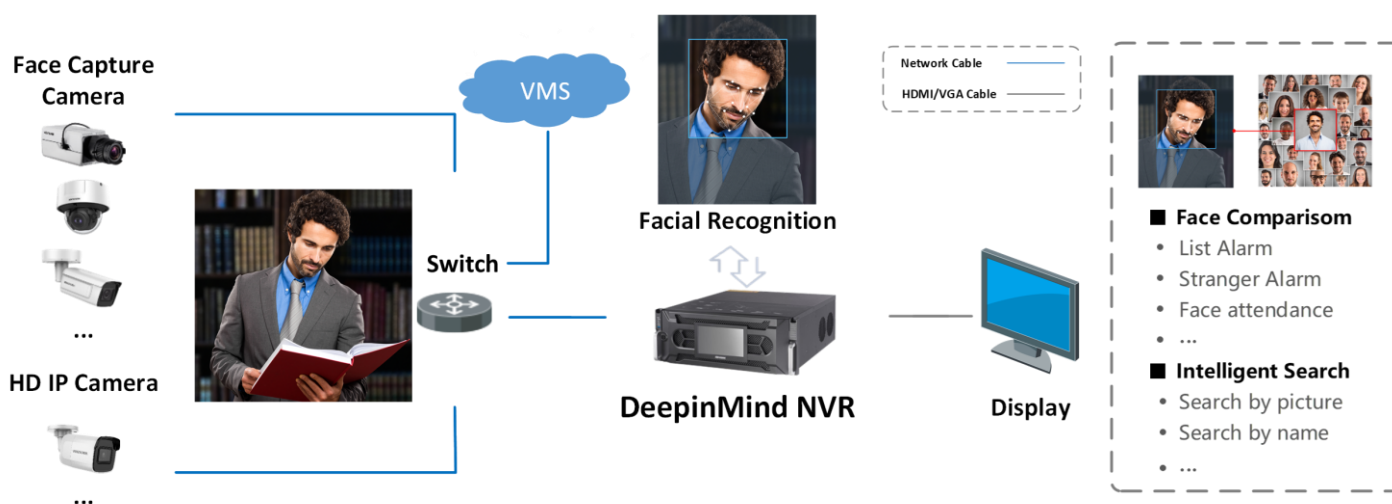 Face Capture
Camera
...
HD IP Camera
...
VMS
Switch
Facial Recognition
DeepinMind NVR
Display
Network Cable
HDMI/VGA Cable
■ Face Comparisom
• List Alarm
• Stranger Alarm
• Face attendance
• ...
■ Intelligent Search
• Search by picture
• Search by name
• ...